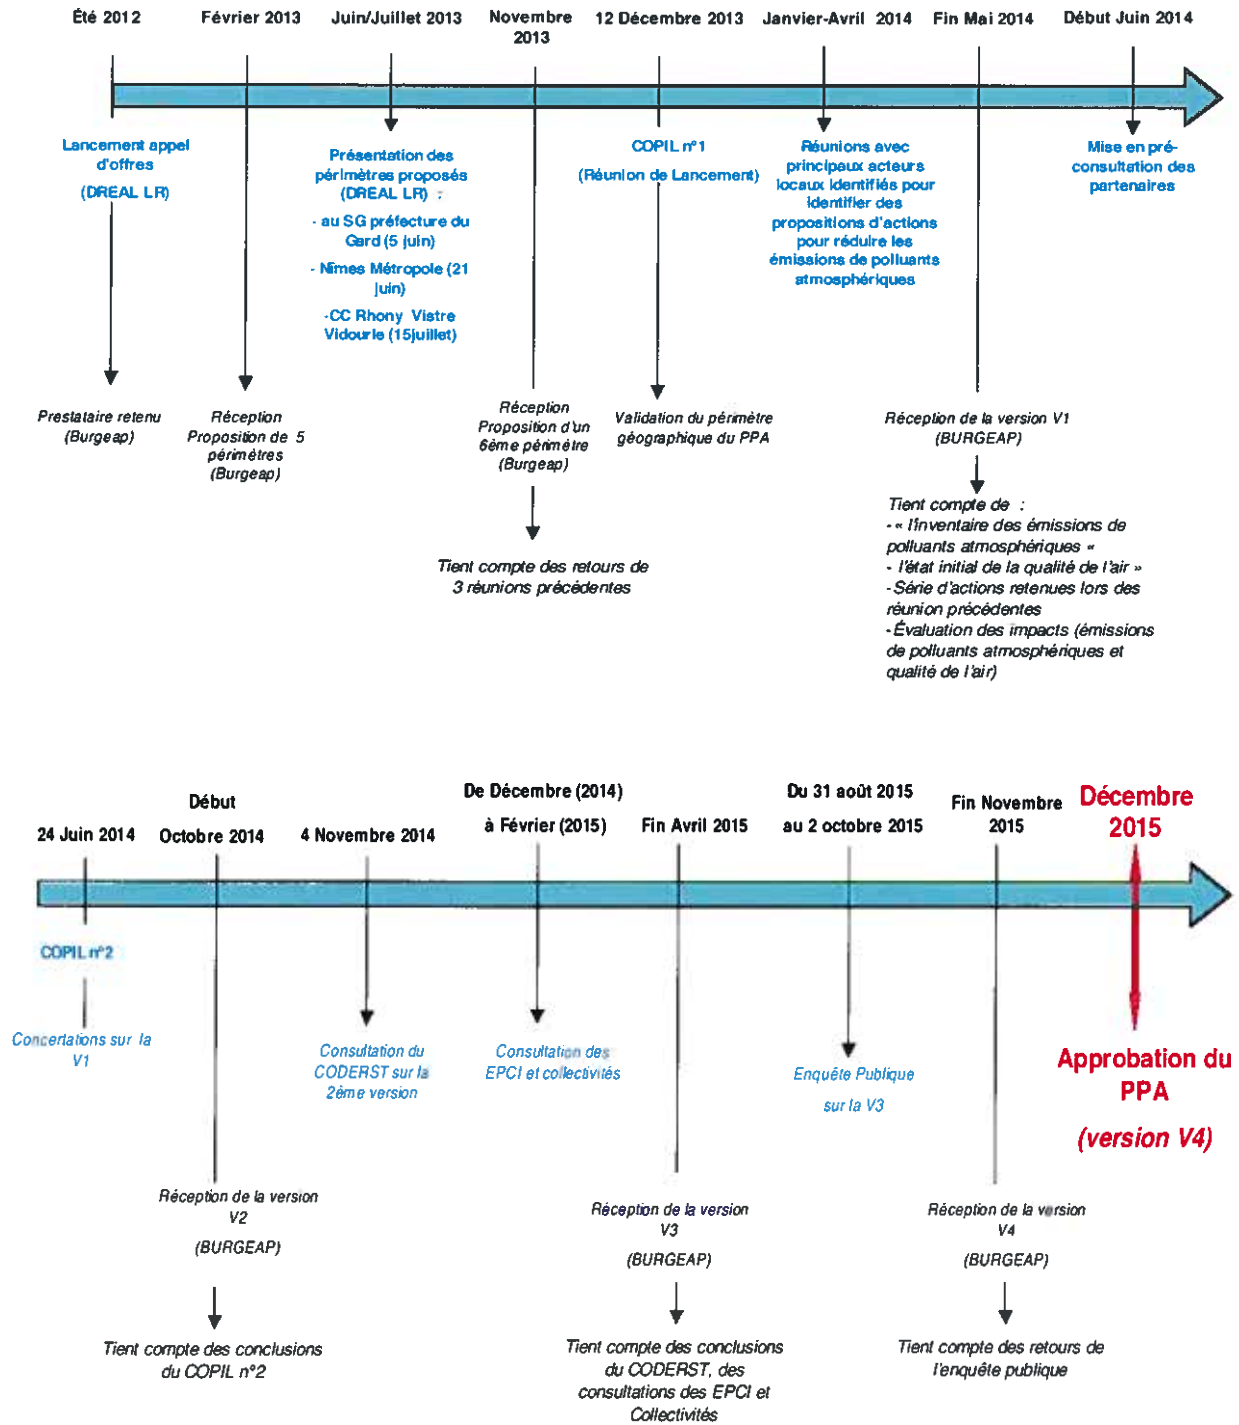 Été 2012
Février 2013
Juin/Juillet 2013
Novembre
2013
12 Décembre 2013
Janvier-Avril 2014
Fin Mai 2014
Début Juin 2014
Lancement appel
d'offres
(DREAL LR)
Présentation des
périmètres proposés
(DREAL LR) :
- au SG préfecture du
Gard (5 juin)
- Nîmes Métropole (21
juin)
-CC Rhony Vistre
Vidourle (15juillet)
COPIL n°1
(Réunion de Lancement)
Réunions avec
principaux acteurs
locaux identifiés pour
identifier des
propositions d'actions
pour réduire les
émissions de polluants
atmosphériques
Mise en pré-
consultation des
partenaires
Prestataire retenu
(Burgeap)
Réception
Proposition de 5
périmètres
(Burgeap)
Réception
Proposition d'un
6ème périmètre
(Burgeap)
Validation du périmètre
géographique du PPA
Réception de la version V1
(BURGEAP)
Tient compte des retours de
3 réunions précédentes
Tient compte de :
- « l'inventaire des émissions de
polluants atmosphériques «
- l'état initial de la qualité de l'air »
- Série d'actions retenues lors des
réunion précédentes
- Évaluation des impacts (émissions
de polluants atmosphériques et
qualité de l'air)
24 Juin 2014
Début
Octobre 2014
4 Novembre 2014
De Décembre (2014)
à Février (2015)
Fin Avril 2015
Du 31 août 2015
au 2 octobre 2015
Fin Novembre
2015
Décembre
2015
COPIL n°2
Concertations sur la
V1
Consultation du
CODERST sur la
2ème version
Consultation des
EPCI et collectivités
Enquête Publique
sur la V3
Approbation du
PPA
(version V4)
Réception de la version
V2
(BURGEAP)
Réception de la version
V3
(BURGEAP)
Réception de la version
V4
(BURGEAP)
Tient compte des conclusions
du COPIL n°2
Tient compte des conclusions
du CODERST, des
consultations des EPCI et
Collectivités
Tient compte des retours de
l'enquête publique